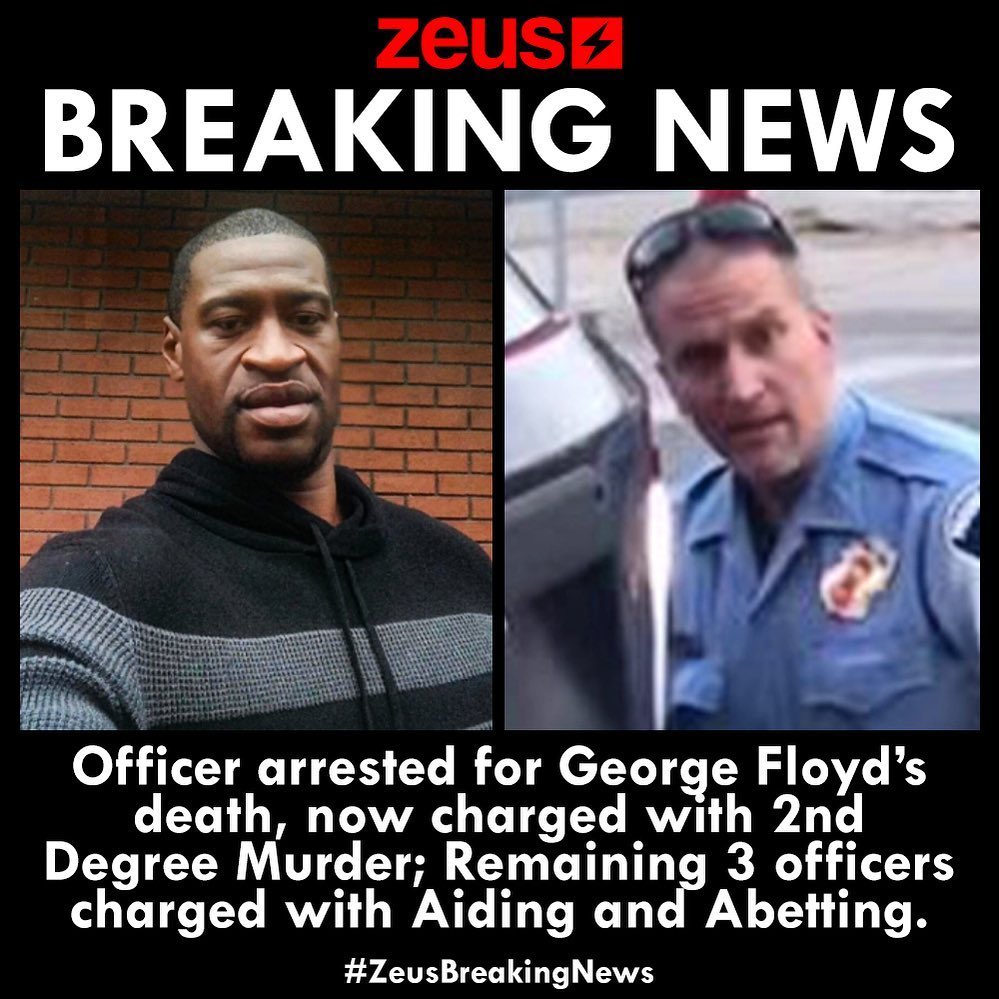 zeus
BREAKING NEWS
Officer arrested for George Floyd’s
death, now charged with 2nd
Degree Murder; Remaining 3 officers
charged with Aiding and Abetting.
#ZeusBreakingNews